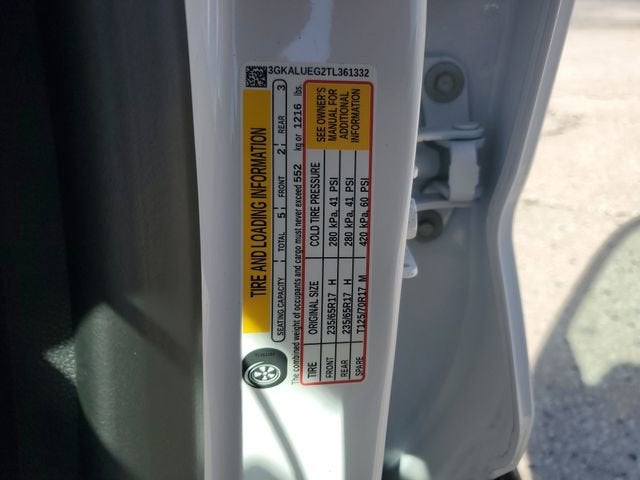 3GKALUEG2TL361332
TIRE AND LOADING INFORMATION
SEATING CAPACITY TOTAL 5 FRONT 2 REAR 3
The combined weight of occupants and cargo must never exceed 552 kg or 1216 lbs.
TIRE ORIGINAL SIZE COLD TIRE PRESSURE
FRONT 235/65R17 H 280 kPa, 41 PSI
REAR 235/65R17 H 280 kPa, 41 PSI
SPARE T125/70R17 M 420 kPa, 60 PSI
SEE OWNER'S
MANUAL FOR
ADDITIONAL
INFORMATION